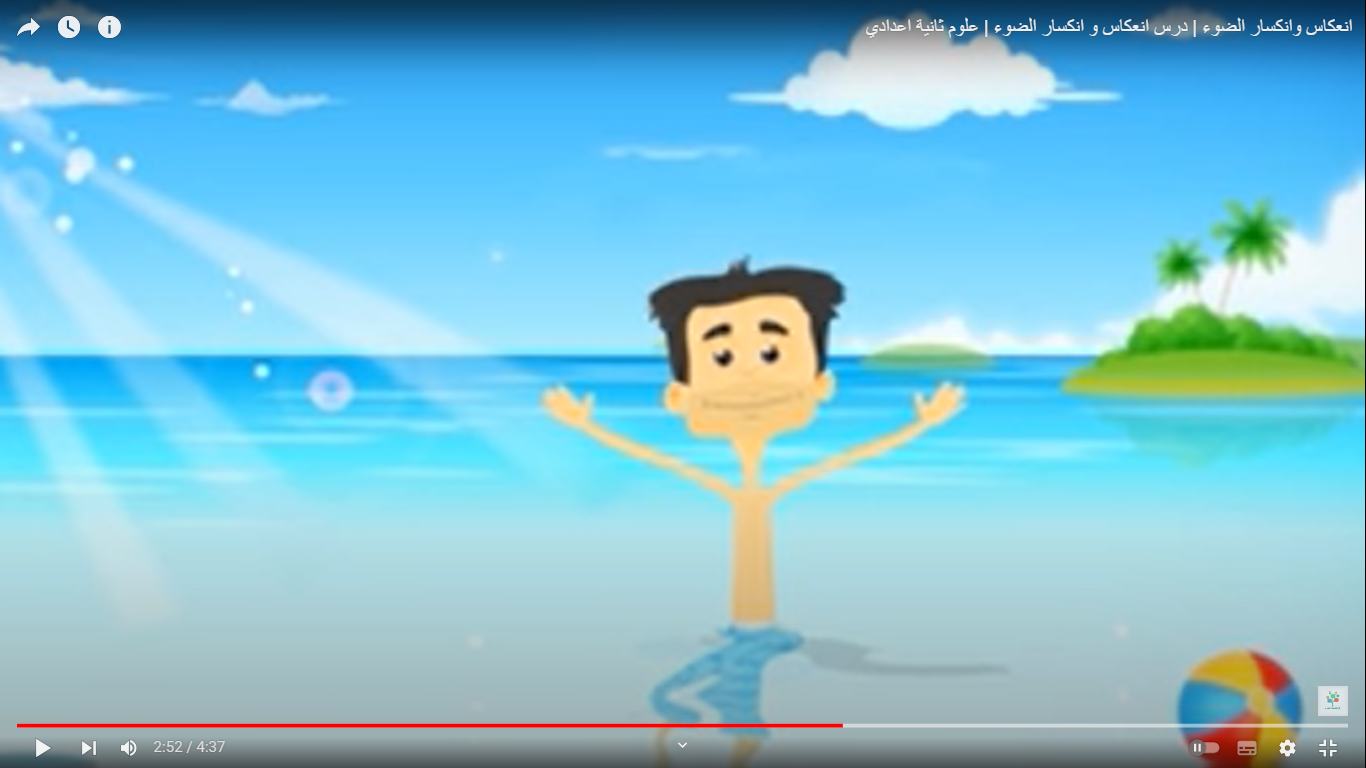 انعكاس وانكسار الضوء | درس انعكاس و انكسار الضوء | علوم ثانية اعدادي
2:52 / 4:37